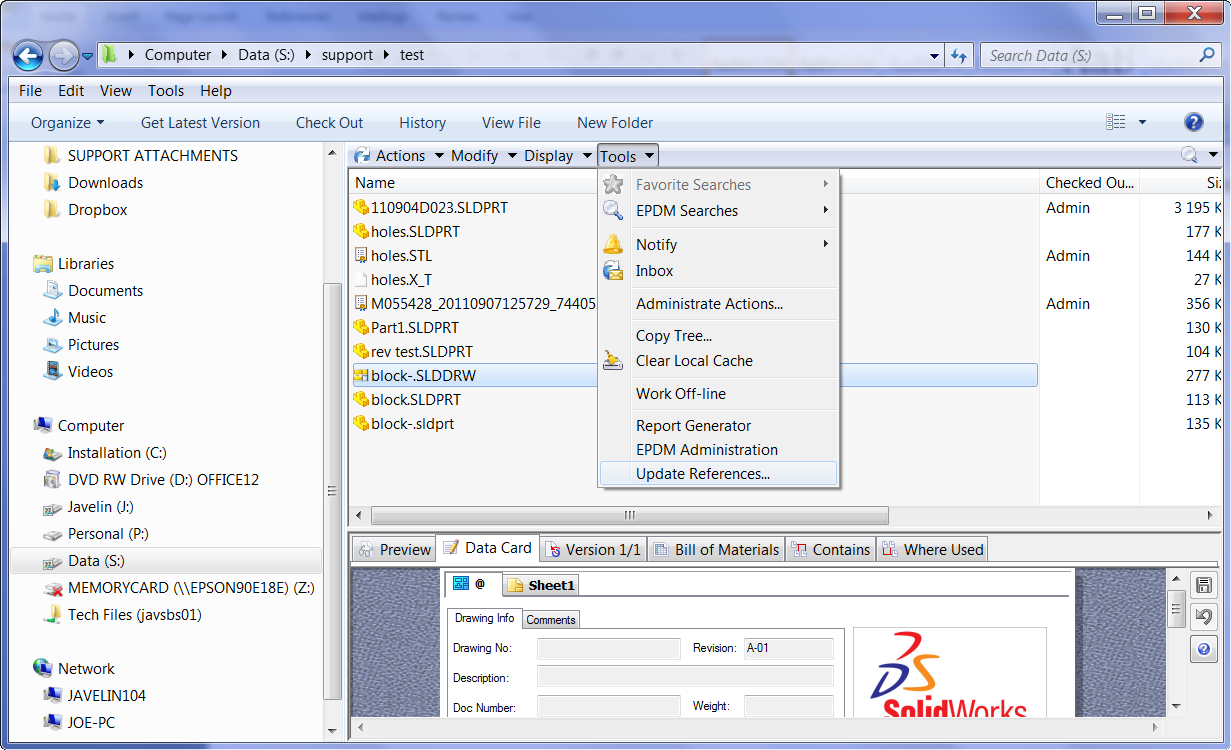 Computer Data (S:) support test
Search Data (S:)
File Edit View Tools Help
Organize Get Latest Version Check Out History View File New Folder
SUPPORT ATTACHMENTS
Downloads
Dropbox
Libraries
Documents
Music
Pictures
Videos
Computer
Installation (C:)
DVD RW Drive (D:) OFFICE12
Javelin (J:)
Personal (P:)
Data (S:)
MEMORYCARD (\\EPSON90E18E) (Z:)
Tech Files (javsbs01)
Network
JAVELIN104
JOE-PC
Actions Modify Display Tools
Name Checked Ou... Si
110904D023.SLDPRT Admin 3 195 K
holes.SLDPRT 177 K
holes.STL Admin 144 K
holes.X_T 27 K
M055428_20110907125729_74405 Admin 356 K
Part1.SLDPRT 130 K
rev test.SLDPRT 104 K
block-.SLDDRW 277 K
block.SLDPRT 113 K
block-.sldprt 135 K
Favorite Searches
EPDM Searches
Notify
Inbox
Administrate Actions...
Copy Tree...
Clear Local Cache
Work Off-line
Report Generator
EPDM Administration
Update References...
Preview Data Card Version 1/1 Bill of Materials Contains Where Used
@ Sheet1
Drawing Info Comments
Drawing No: Revision: A-01
Description:
Doc Number: Weight:
SolidWorks